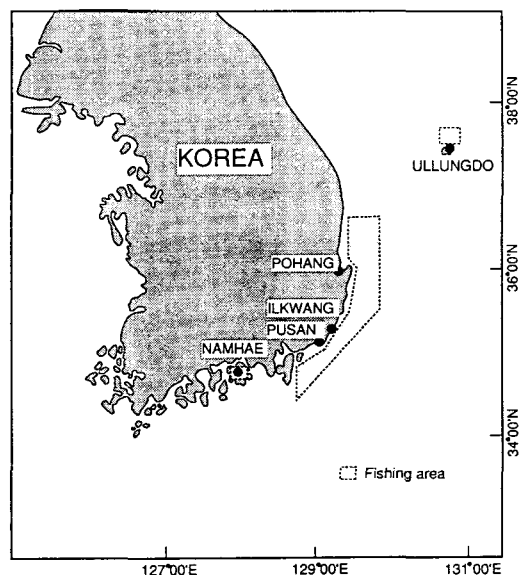 KOREA
38°00'N
ULLUNGDO
POHANG
36°00'N
ILKWANG
PUSAN
NAMHAE
34°00'N
Fishing area
127°00'E
129°00'E
131°00'E